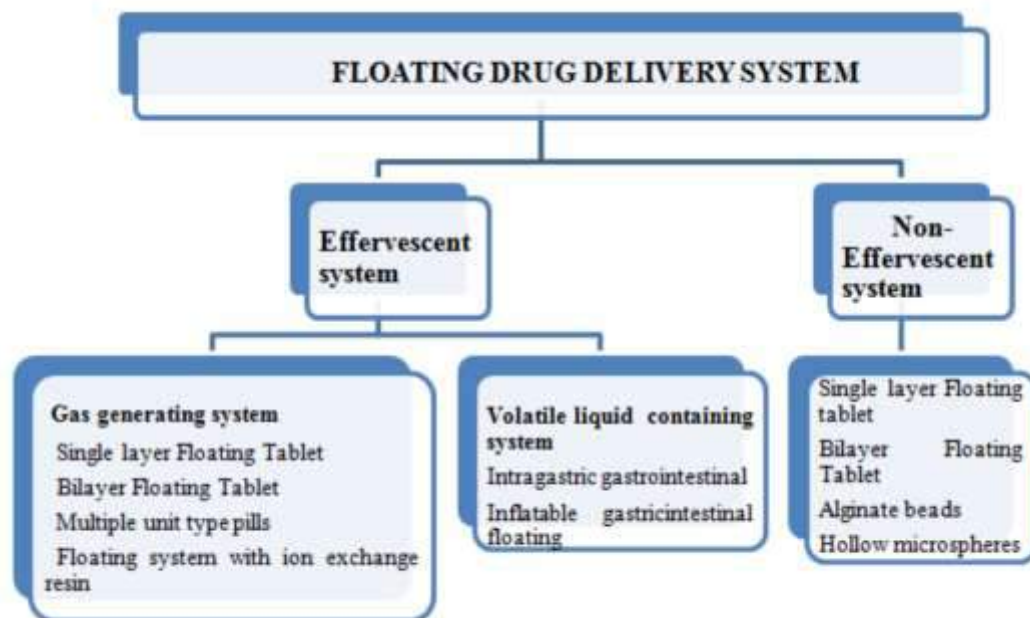 FLOATING DRUG DELIVERY SYSTEM
Effervescent
system
Non-
Effervescent
system
Gas generating system
Single layer Floating Tablet
Bilayer Floating Tablet
Multiple unit type pills
Floating system with ion exchange
resin
Volatile liquid containing
system
Intragastric gastrointestinal
Inflatable gastricintestinal
floating
Single layer Floating
tablet
Bilayer Floating
Tablet
Alginate beads
Hollow microspheres